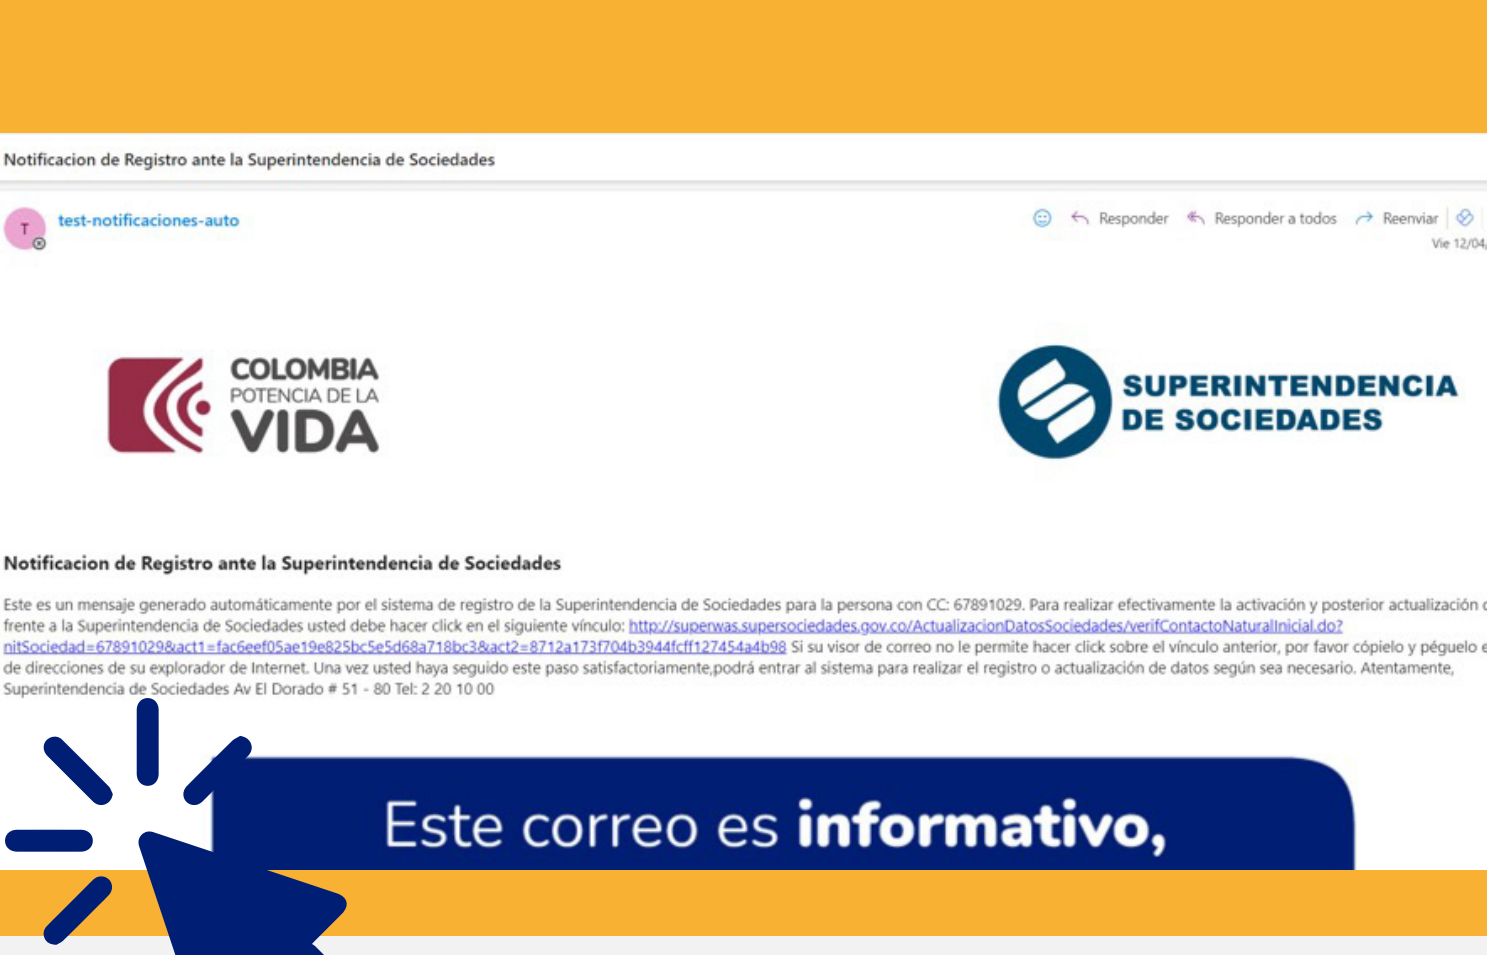 Notificacion de Registro ante la Superintendencia de Sociedades
T
test-notificaciones-auto
Responder Responder a todos Reenviar
Vie 12/04/
COLOMBIA
POTENCIA DE LA
VIDA
SUPERINTENDENCIA
DE SOCIEDADES
Notificacion de Registro ante la Superintendencia de Sociedades
Este es un mensaje generado automáticamente por el sistema de registro de la Superintendencia de Sociedades para la persona con CC: 67891029. Para realizar efectivamente la activación y posterior actualización
frente a la Superintendencia de Sociedades usted debe hacer click en el siguiente vínculo: http://superwas.supersociedades.gov.co/ActualizacionDatosSociedades/verifContactoNaturalInicial.do?
nitSociedad=67891029&act1=fac6eef05ae19e825bc5e5d68a718bc3&act2=8712a173f704b3944fcff127454a4b98 Si su visor de correo no le permite hacer click sobre el vínculo anterior, por favor cópielo y péguelo
de direcciones de su explorador de Internet. Una vez usted haya seguido este paso satisfactoriamente,podrá entrar al sistema para realizar el registro o actualización de datos según sea necesario. Atentamente,
Superintendencia de Sociedades Av El Dorado # 51 - 80 Tel: 2 20 10 00
Este correo es informativo,